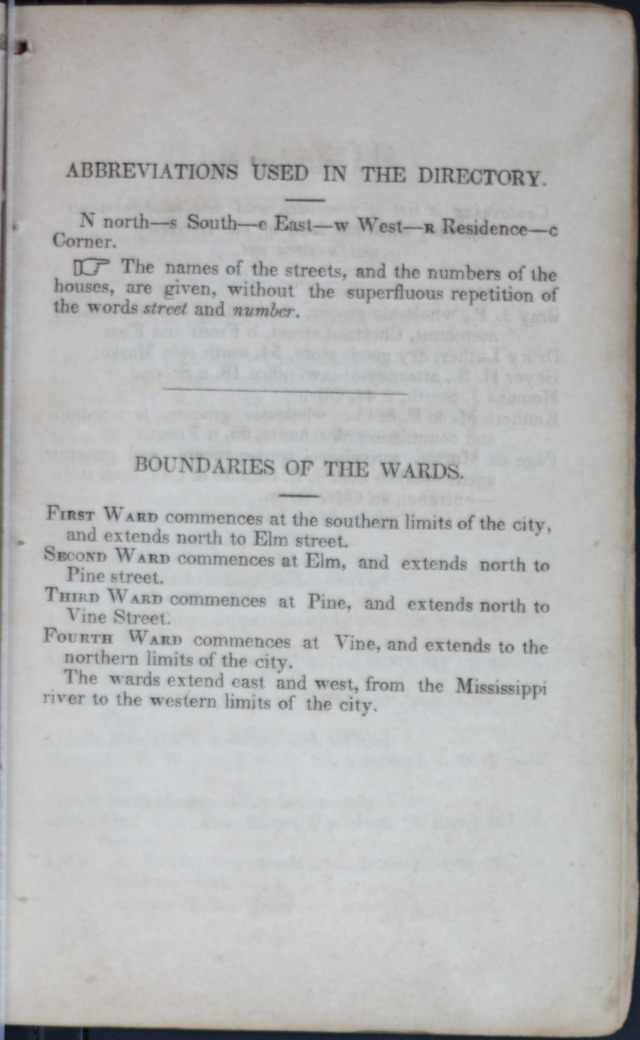 ABBREVIATIONS USED IN THE DIRECTORY.
N north—s South—e East—w West—R Residence—c
Corner.
☞ The names of the streets, and the numbers of the
houses, are given, without the superfluous repetition of
the words street and number.
BOUNDARIES OF THE WARDS.
FIRST WARD commences at the southern limits of the city,
and extends north to Elm street.
SECOND WARD commences at Elm, and extends north to
Pine street.
THIRD WARD commences at Pine, and extends north to
Vine Street.
FOURTH WARD commences at Vine, and extends to the
northern limits of the city.
The wards extend east and west, from the Mississippi
river to the western limits of the city.